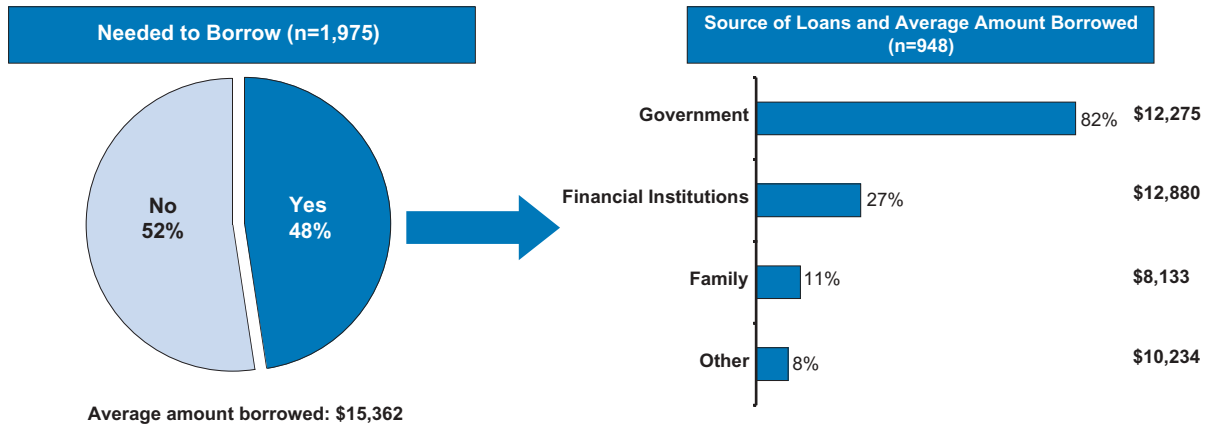 Needed to Borrow (n=1,975)
No
52%
Yes
48%
Average amount borrowed: $15,362
Source of Loans and Average Amount Borrowed
(n=948)
Government 82% $12,275
Financial Institutions 27% $12,880
Family 11% $8,133
Other 8% $10,234